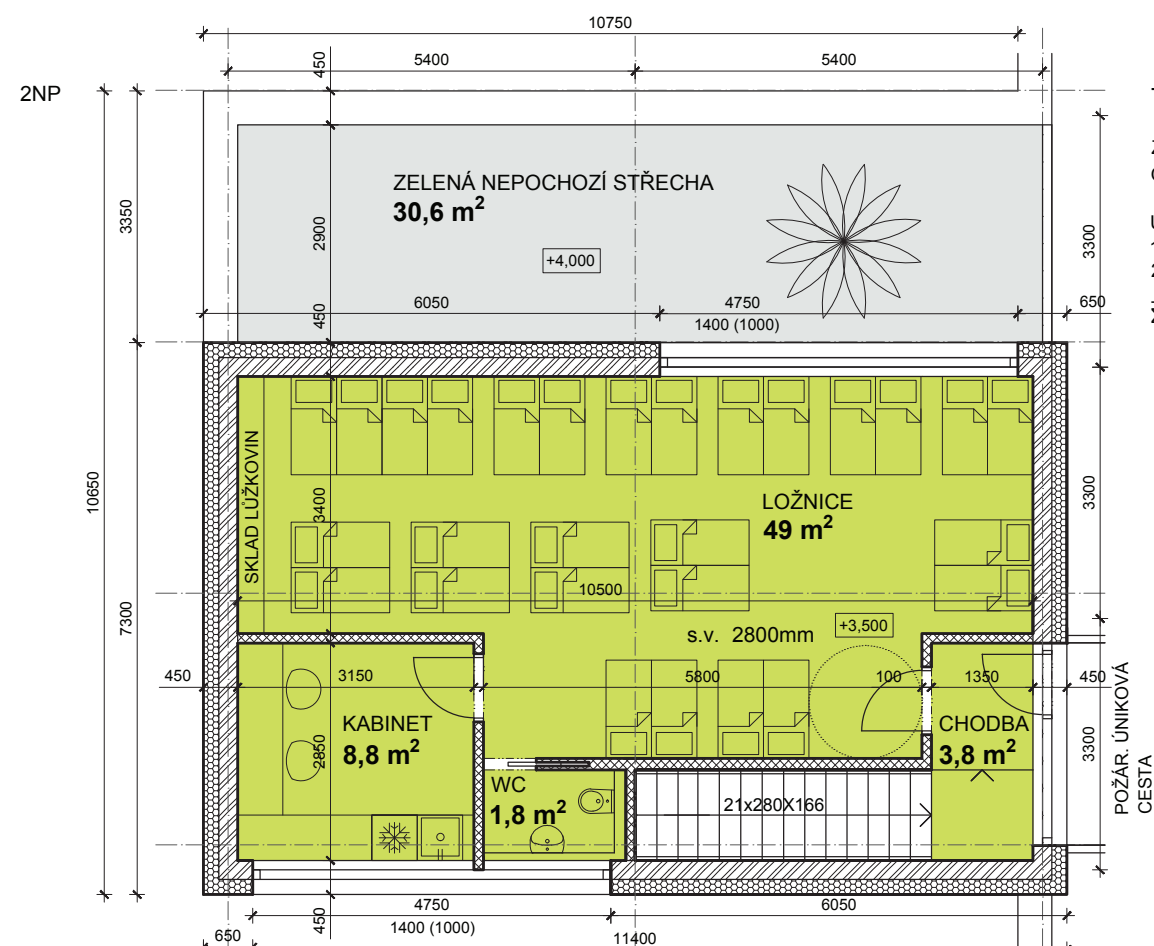 10750
5400
5400
450
2NP
ZELENÁ NEPOCHOZÍ STŘECHA
30,6 m²
3350
2900
3300
+4,000
6050
4750
650
1400 (1000)
450
SKLAD LŮŽKOVIN
3400
LOŽNICE
49 m²
10650
3300
10500
7300
s.v. 2800mm
+3,500
450
3150
5800
100
1350
450
KABINET
8,8 m²
CHODBA
3,8 m²
2850
3300
POŽÁR. ÚNIKOVÁ
CESTA
WC
1,8 m²
21x280X166
4750
6050
450
1400 (1000)
650
11400